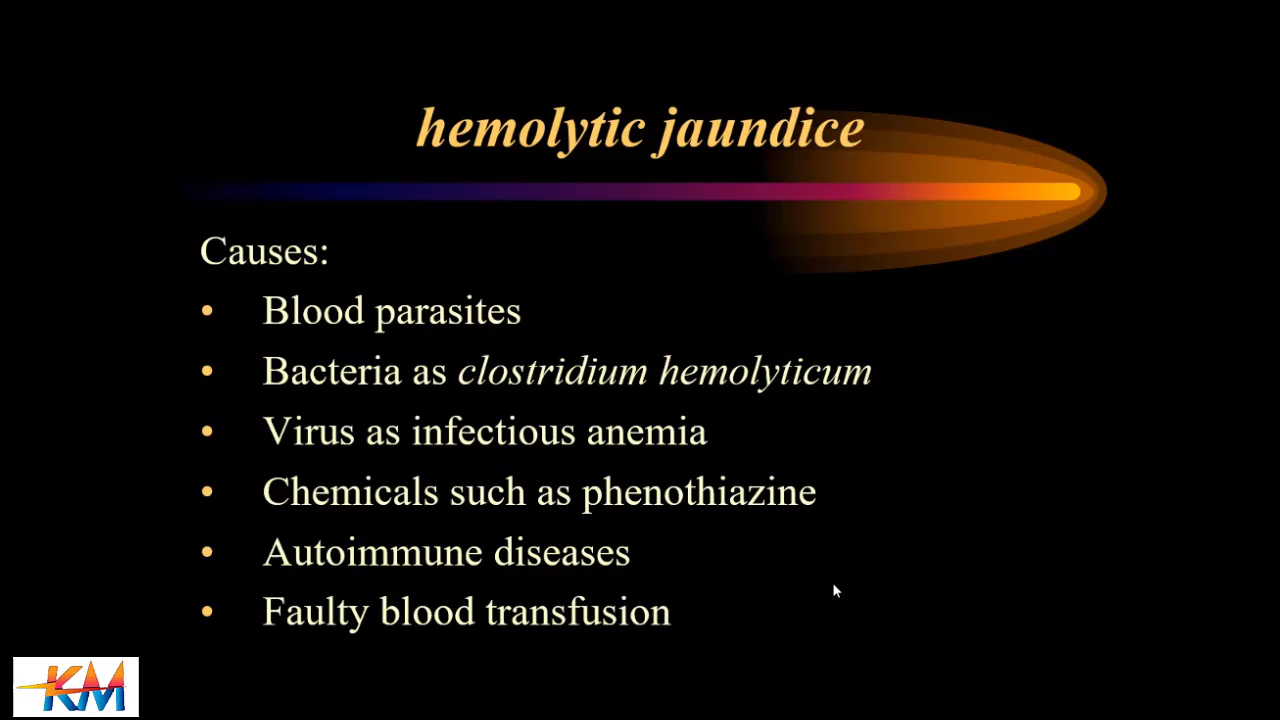 hemolytic jaundice
Causes:
• Blood parasites
• Bacteria as clostridium hemolyticum
• Virus as infectious anemia
• Chemicals such as phenothiazine
• Autoimmune diseases
• Faulty blood transfusion
KM